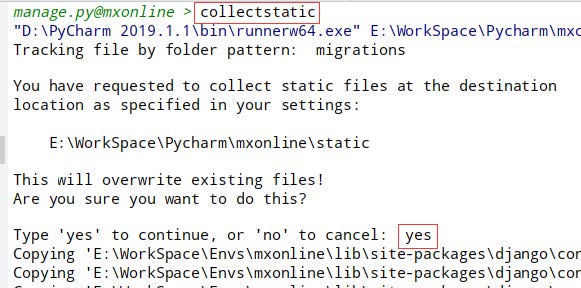 manage.py@mxonline > collectstatic
"D:\PyCharm 2019.1.1\bin\runnerw64.exe" E:\WorkSpace\Pycharm\mxo
Tracking file by folder pattern:  migrations
You have requested to collect static files at the destination
location as specified in your settings:
E:\WorkSpace\Pycharm\mxonline\static
This will overwrite existing files!
Are you sure you want to do this?
Type 'yes' to continue, or 'no' to cancel: yes
Copying 'E:\WorkSpace\Envs\mxonline\lib\site-packages\django\con
Copying 'E:\WorkSpace\Envs\mxonline\lib\site-packages\django\con